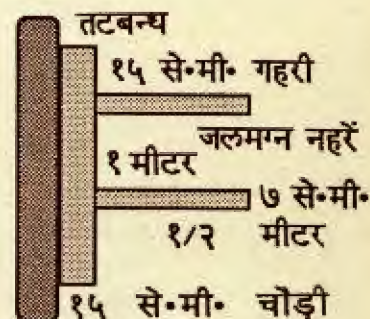 तटबन्ध
१५ से॰मी॰ गहरी
जलमग्न नहरें
१ मीटर
७ से॰मी॰
१/२ मीटर
१५ से॰मी॰ चोड़ी